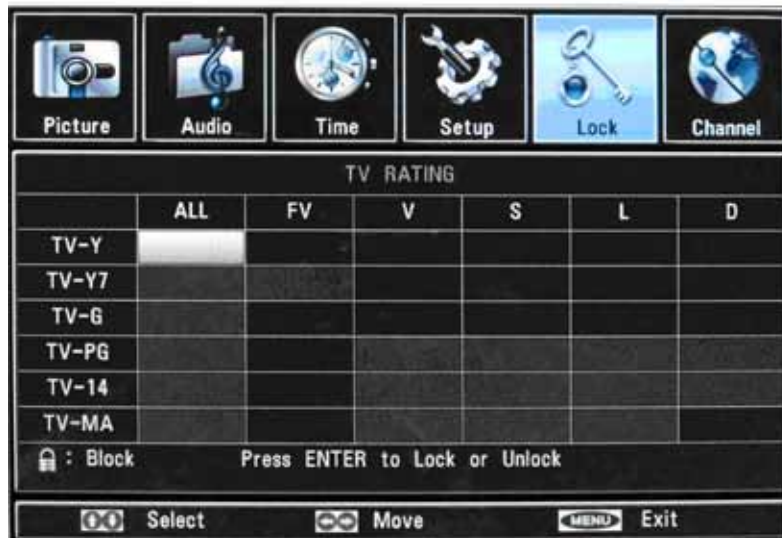 Picture Audio Time Setup Lock Channel
TV RATING
ALL FV V S L D
TV-Y
TV-Y7
TV-G
TV-PG
TV-14
TV-MA
: Block Press ENTER to Lock or Unlock
Select Move MENU Exit